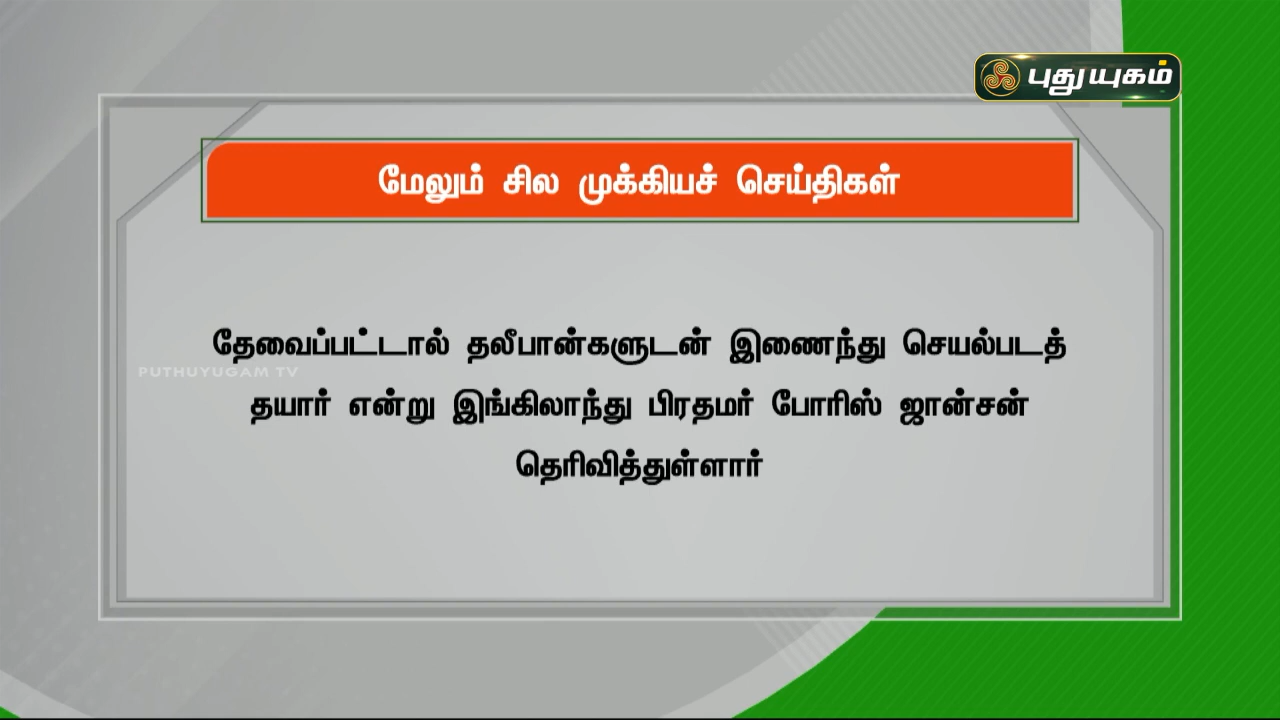 புதுயுகம்
மேலும் சில முக்கியச் செய்திகள்
தேவைப்பட்டால் தலீபான்களுடன் இணைந்து செயல்படத்
PUTHUYUGAM TV
தயார் என்று இங்கிலாந்து பிரதமர் போரிஸ் ஜான்சன்
தெரிவித்துள்ளார்